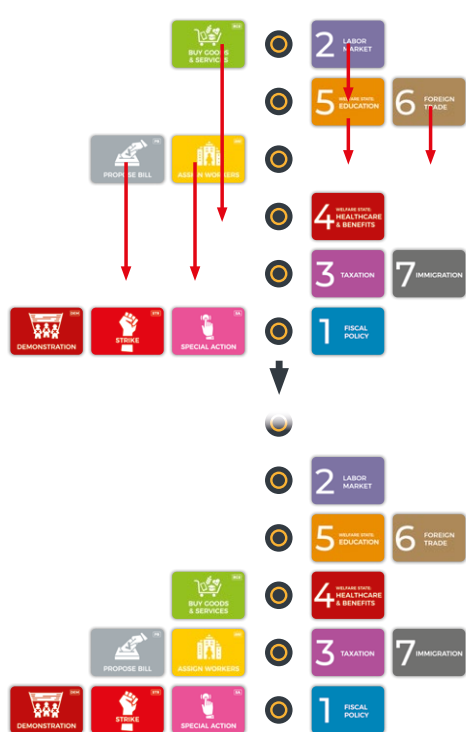 BUY GOODS
& SERVICES
2 LABOR
MARKET
5 WELFARE STATE:
EDUCATION
6 FOREIGN
TRADE
PROPOSE BILL
ASSIGN WORKERS
4 WELFARE STATE:
HEALTHCARE
& BENEFITS
3 TAXATION
7 IMMIGRATION
DEMONSTRATION
STRIKE
SPECIAL ACTION
1 FISCAL
POLICY
2 LABOR
MARKET
5 WELFARE STATE:
EDUCATION
6 FOREIGN
TRADE
BUY GOODS
& SERVICES
4 WELFARE STATE:
HEALTHCARE
& BENEFITS
PROPOSE BILL
ASSIGN WORKERS
3 TAXATION
7 IMMIGRATION
DEMONSTRATION
STRIKE
SPECIAL ACTION
1 FISCAL
POLICY